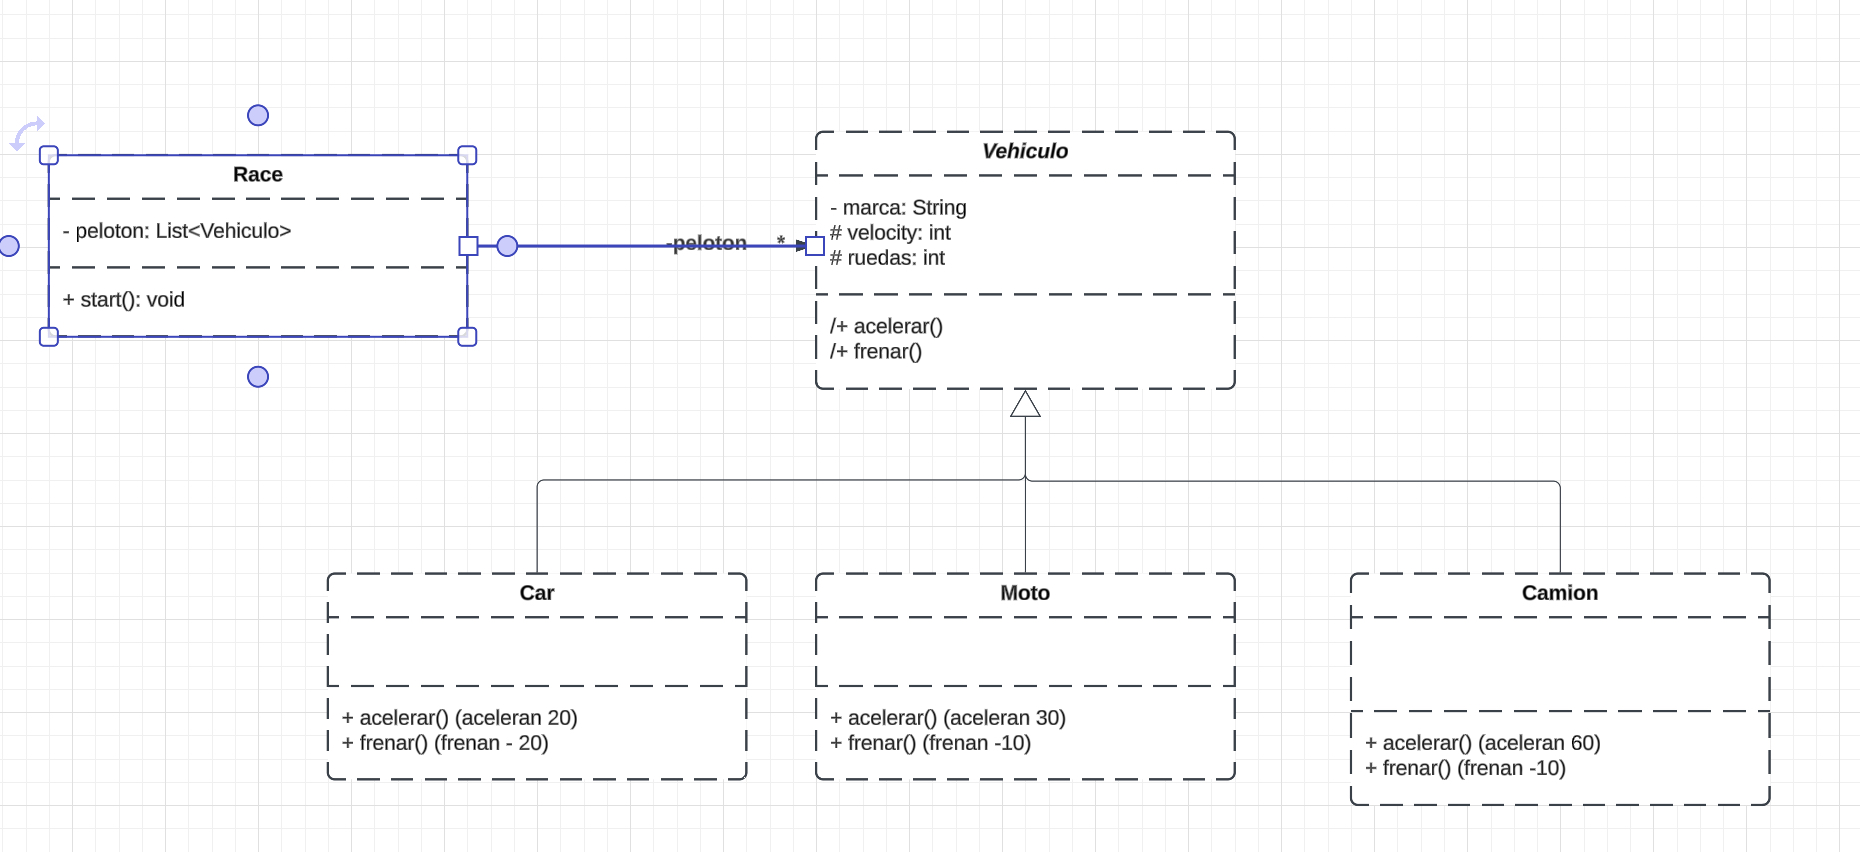 Race
- peloton: List<Vehiculo>
+ start(): void
-peloton *
Vehiculo
- marca: String
# velocity: int
# ruedas: int
/+ acelerar()
/+ frenar()
Car
+ acelerar() (aceleran 20)
+ frenar() (frenan - 20)
Moto
+ acelerar() (aceleran 30)
+ frenar() (frenan -10)
Camion
+ acelerar() (aceleran 60)
+ frenar() (frenan -10)